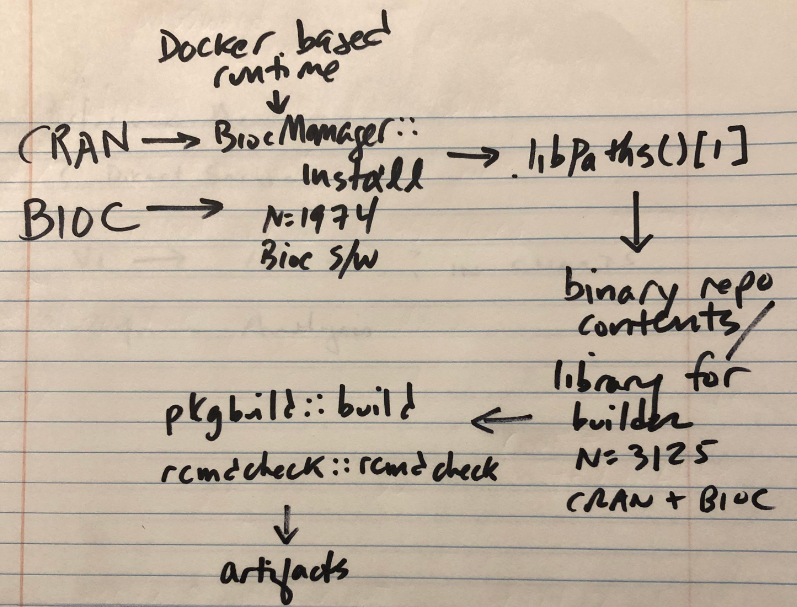 Docker based
runtime
CRAN → BiocManager::
install → .libPaths()[1]
BIOC →
N=1974
Bioc S/W
binary repo
contents /
library for
builder
N=3125
CRAN + BIOC
pkgbuild::build ←
rcmdcheck::rcmdcheck
artifacts